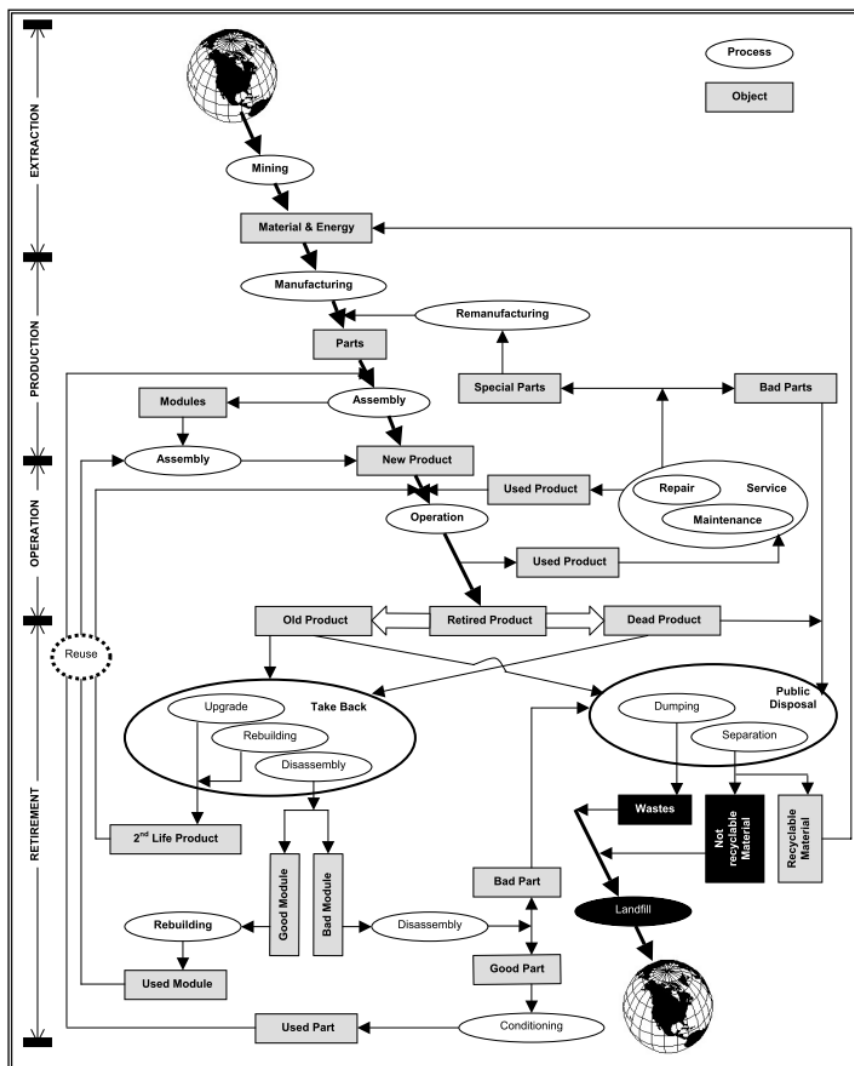 Process
Object
EXTRACTION
Mining
Material & Energy
PRODUCTION
Manufacturing
Remanufacturing
Parts
Special Parts
Bad Parts
Modules
Assembly
Assembly
New Product
OPERATION
Used Product
Repair
Service
Maintenance
Operation
Used Product
Old Product
Retired Product
Dead Product
Reuse
RETIREMENT
Upgrade
Take Back
Rebuilding
Disassembly
Public
Disposal
Dumping
Separation
2nd Life Product
Wastes
Not
recyclable
Material
Recyclable
Material
Good Module
Bad Module
Bad Part
Landfill
Rebuilding
Disassembly
Good Part
Used Module
Used Part
Conditioning